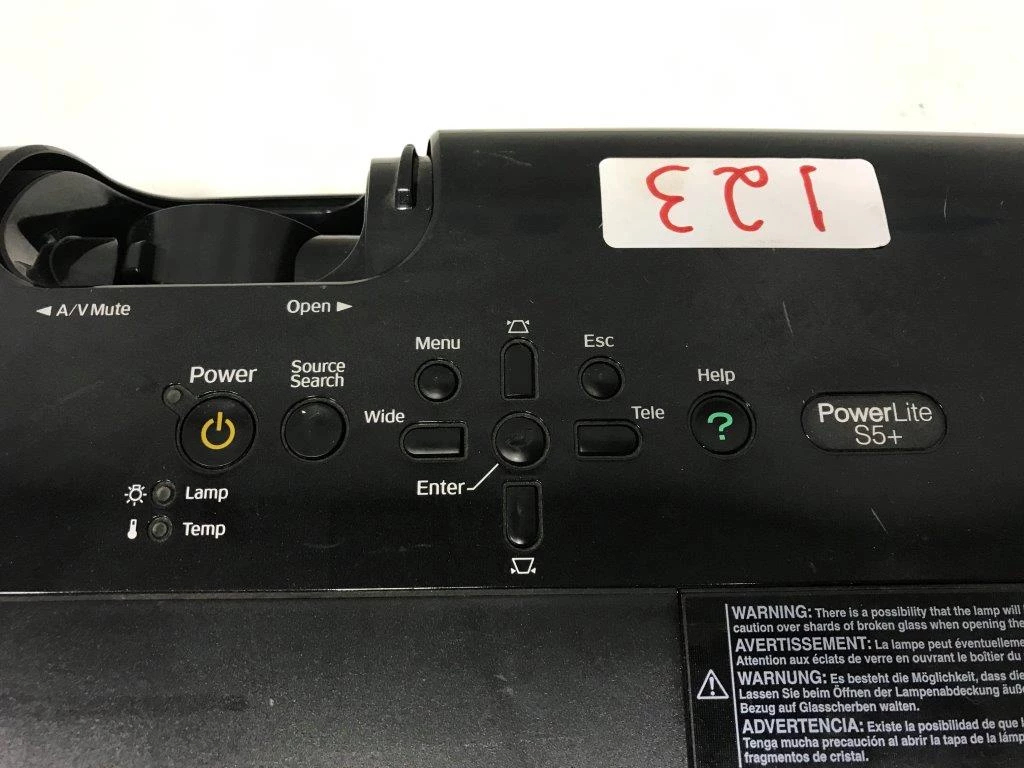 123
◄ A/V Mute
Open ►
Menu
Esc
Power
Source
Search
Help
Wide
Tele
?
PowerLite
S5+
Enter
Lamp
Temp
WARNING: There is a possibility that the lamp will
caution over shards of broken glass when opening the
AVERTISSEMENT: La lampe peut
Attention aux éclats de verre en ouvrant le boîtier du
WARNUNG: Es besteht die Möglichkeit, dass die
Lassen Sie beim Öffnen der Lampenabdeckung
Bezug auf Glasscherben walten.
ADVERTENCIA: Existe la posibilidad de que
Tenga mucha precaución al abrir la tapa de la
fragmentos de cristal.